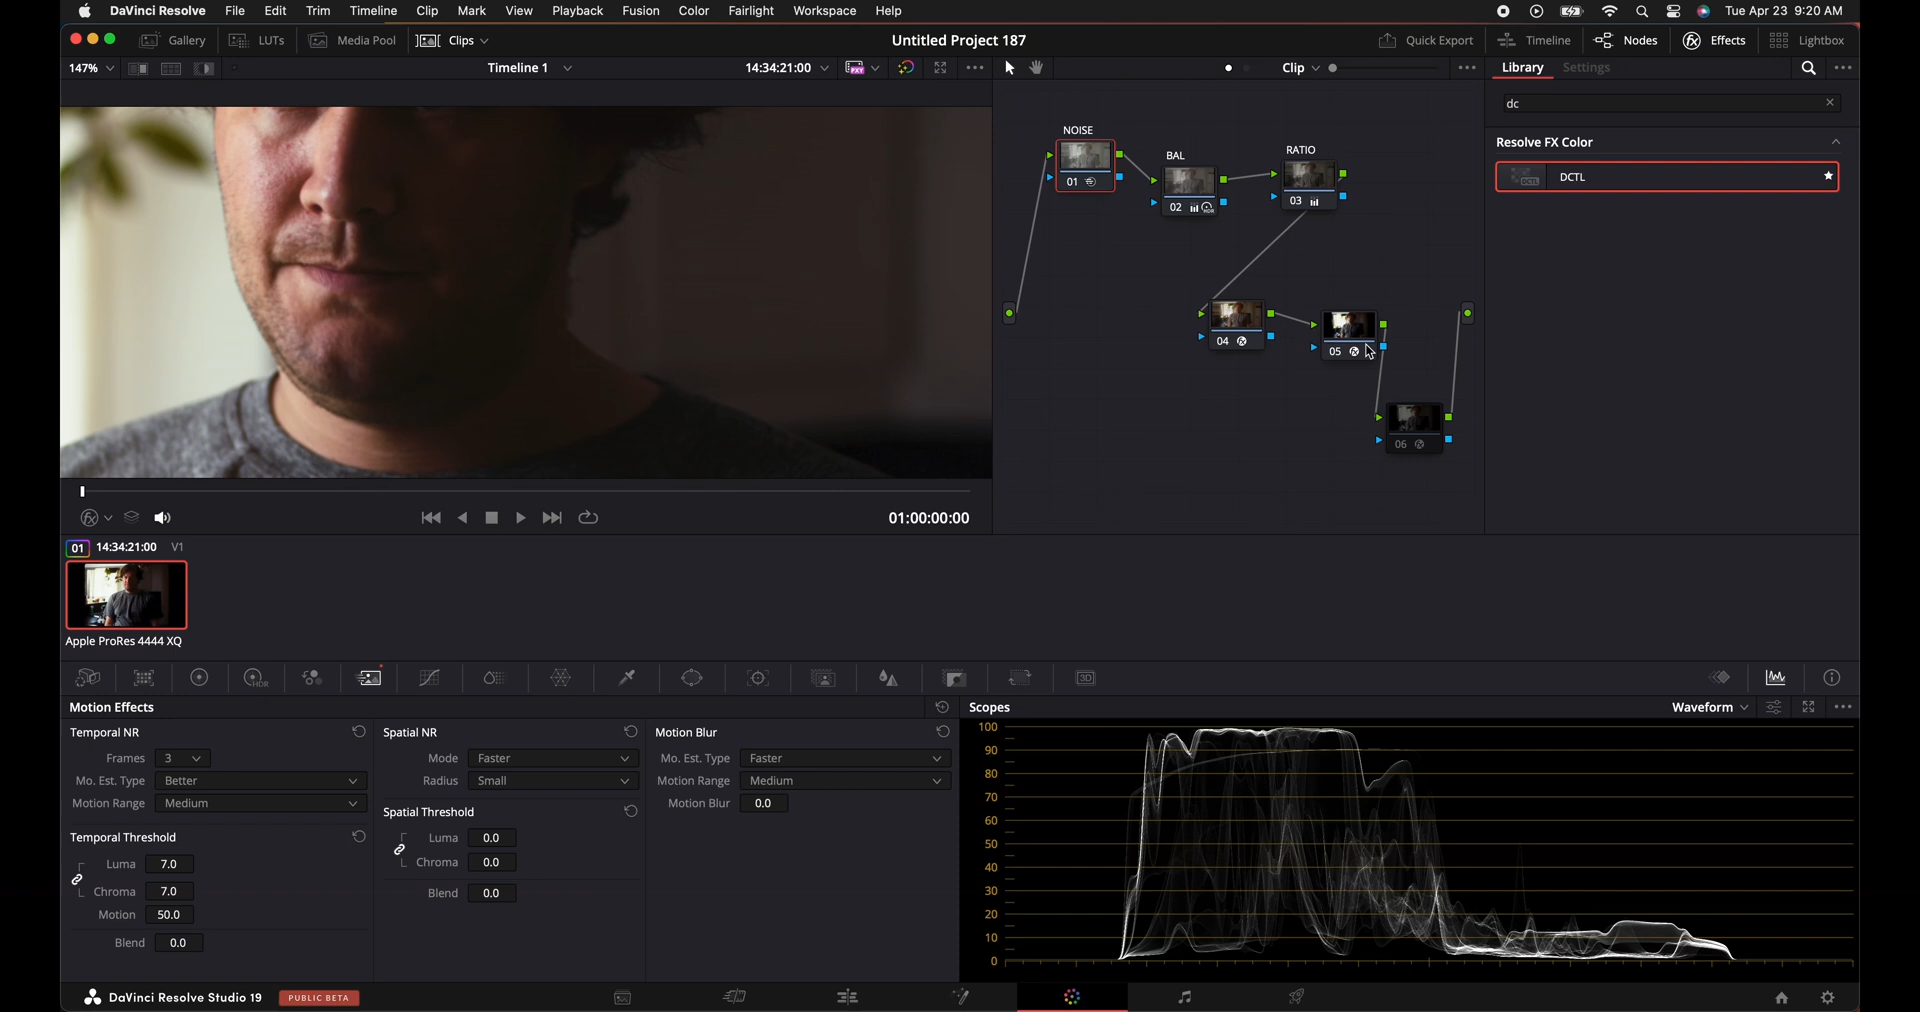 DaVinci Resolve File Edit Trim Timeline Clip Mark View Playback Fusion Color Fairlight Workspace Help Tue Apr 23 9:20 AM
Gallery LUTs Media Pool Clips Untitled Project 187 Quick Export Timeline Nodes Effects Lightbox
147% Timeline 1 14:34:21:00 PXY Clip Library Settings
dc
Resolve FX Color
DCTL DCTL
NOISE
01
BAL
02 HDR
RATIO
03
04
05
06
01:00:00:00
01 14:34:21:00 V1
Apple ProRes 4444 XQ
HDR 3D
Motion Effects
Temporal NR
Frames 3
Mo. Est. Type Better
Motion Range Medium
Temporal Threshold
Luma 7.0
Chroma 7.0
Motion 50.0
Blend 0.0
Spatial NR
Mode Faster
Radius Small
Spatial Threshold
Luma 0.0
Chroma 0.0
Blend 0.0
Motion Blur
Mo. Est. Type Faster
Motion Range Medium
Motion Blur 0.0
Scopes Waveform
100
90
80
70
60
50
40
30
20
10
0
DaVinci Resolve Studio 19 PUBLIC BETA